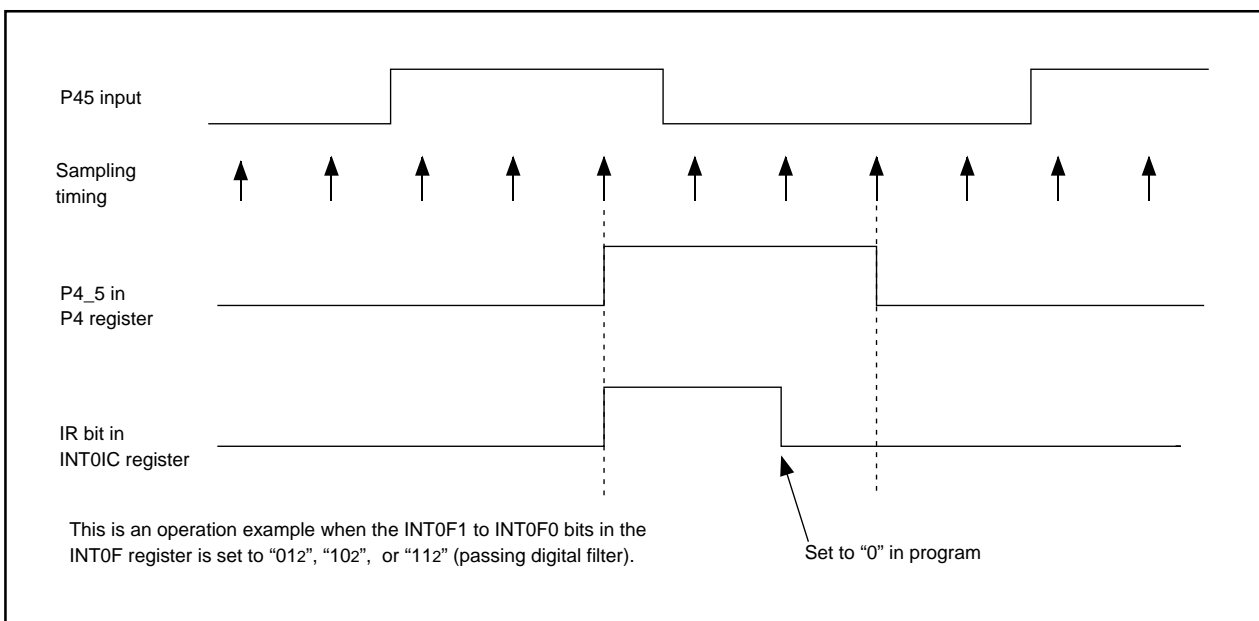 P45 input
Sampling
timing
P4_5 in
P4 register
IR bit in
INT0IC register
This is an operation example when the INT0F1 to INT0F0 bits in the
INT0F register is set to “012”, “102”,  or “112” (passing digital filter).
Set to “0” in program